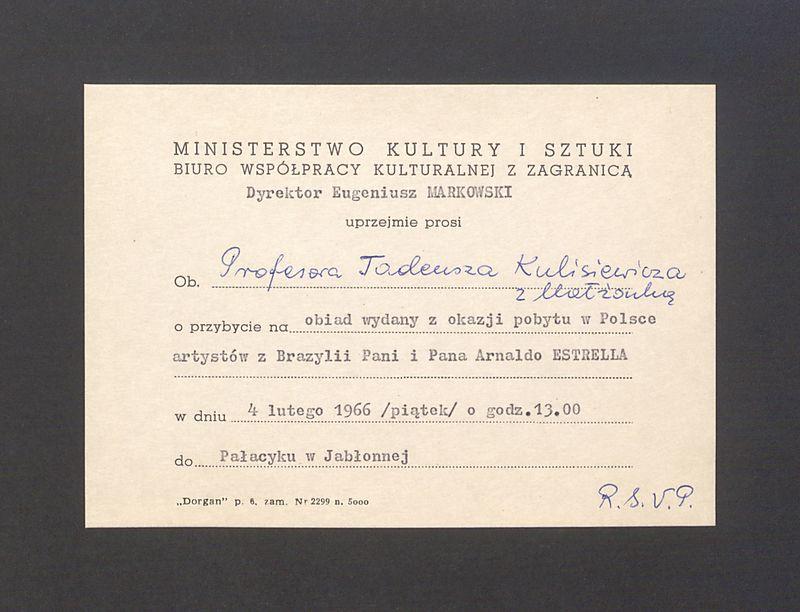 MINISTERSTWO KULTURY I SZTUKI
BIURO WSPÓŁPRACY KULTURALNEJ Z ZAGRANICĄ
Dyrektor Eugeniusz MARKOWSKI
uprzejmie prosi
Ob. Profesora Tadeusza Kulisiewicza
z Małżonką
o przybycie na obiad wydany z okazji pobytu w Polsce
artystów z Brazylii Pani i Pana Arnaldo ESTRELLA
w dniu 4 lutego 1966 /piątek/ o godz.13.00
do Pałacyku w Jabłonnej
„Dorgan" p. 6, zam. Nr 2299 n. 5000
R.S.V.P.